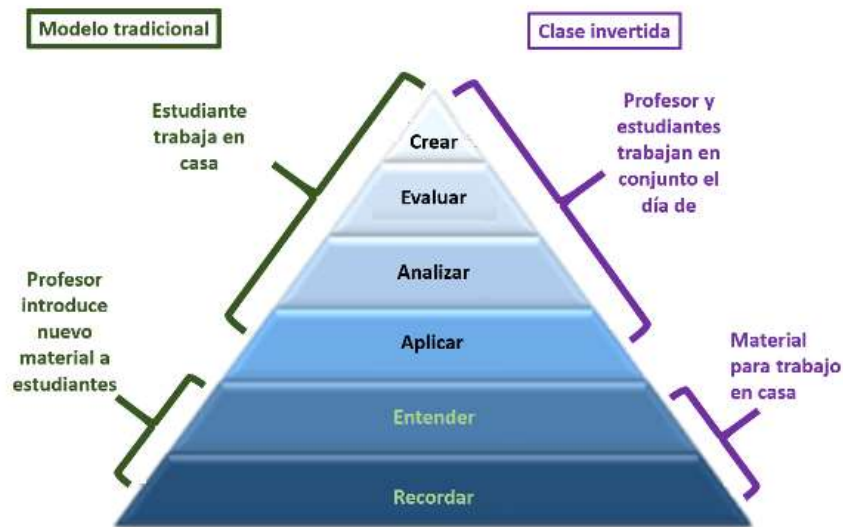 Modelo tradicional
Clase invertida
Estudiante
trabaja en
casa
Profesor y
estudiantes
trabajan en
conjunto el
día de
Crear
Evaluar
Analizar
Aplicar
Entender
Recordar
Profesor
introduce
nuevo
material a
estudiantes
Material
para trabajo
en casa